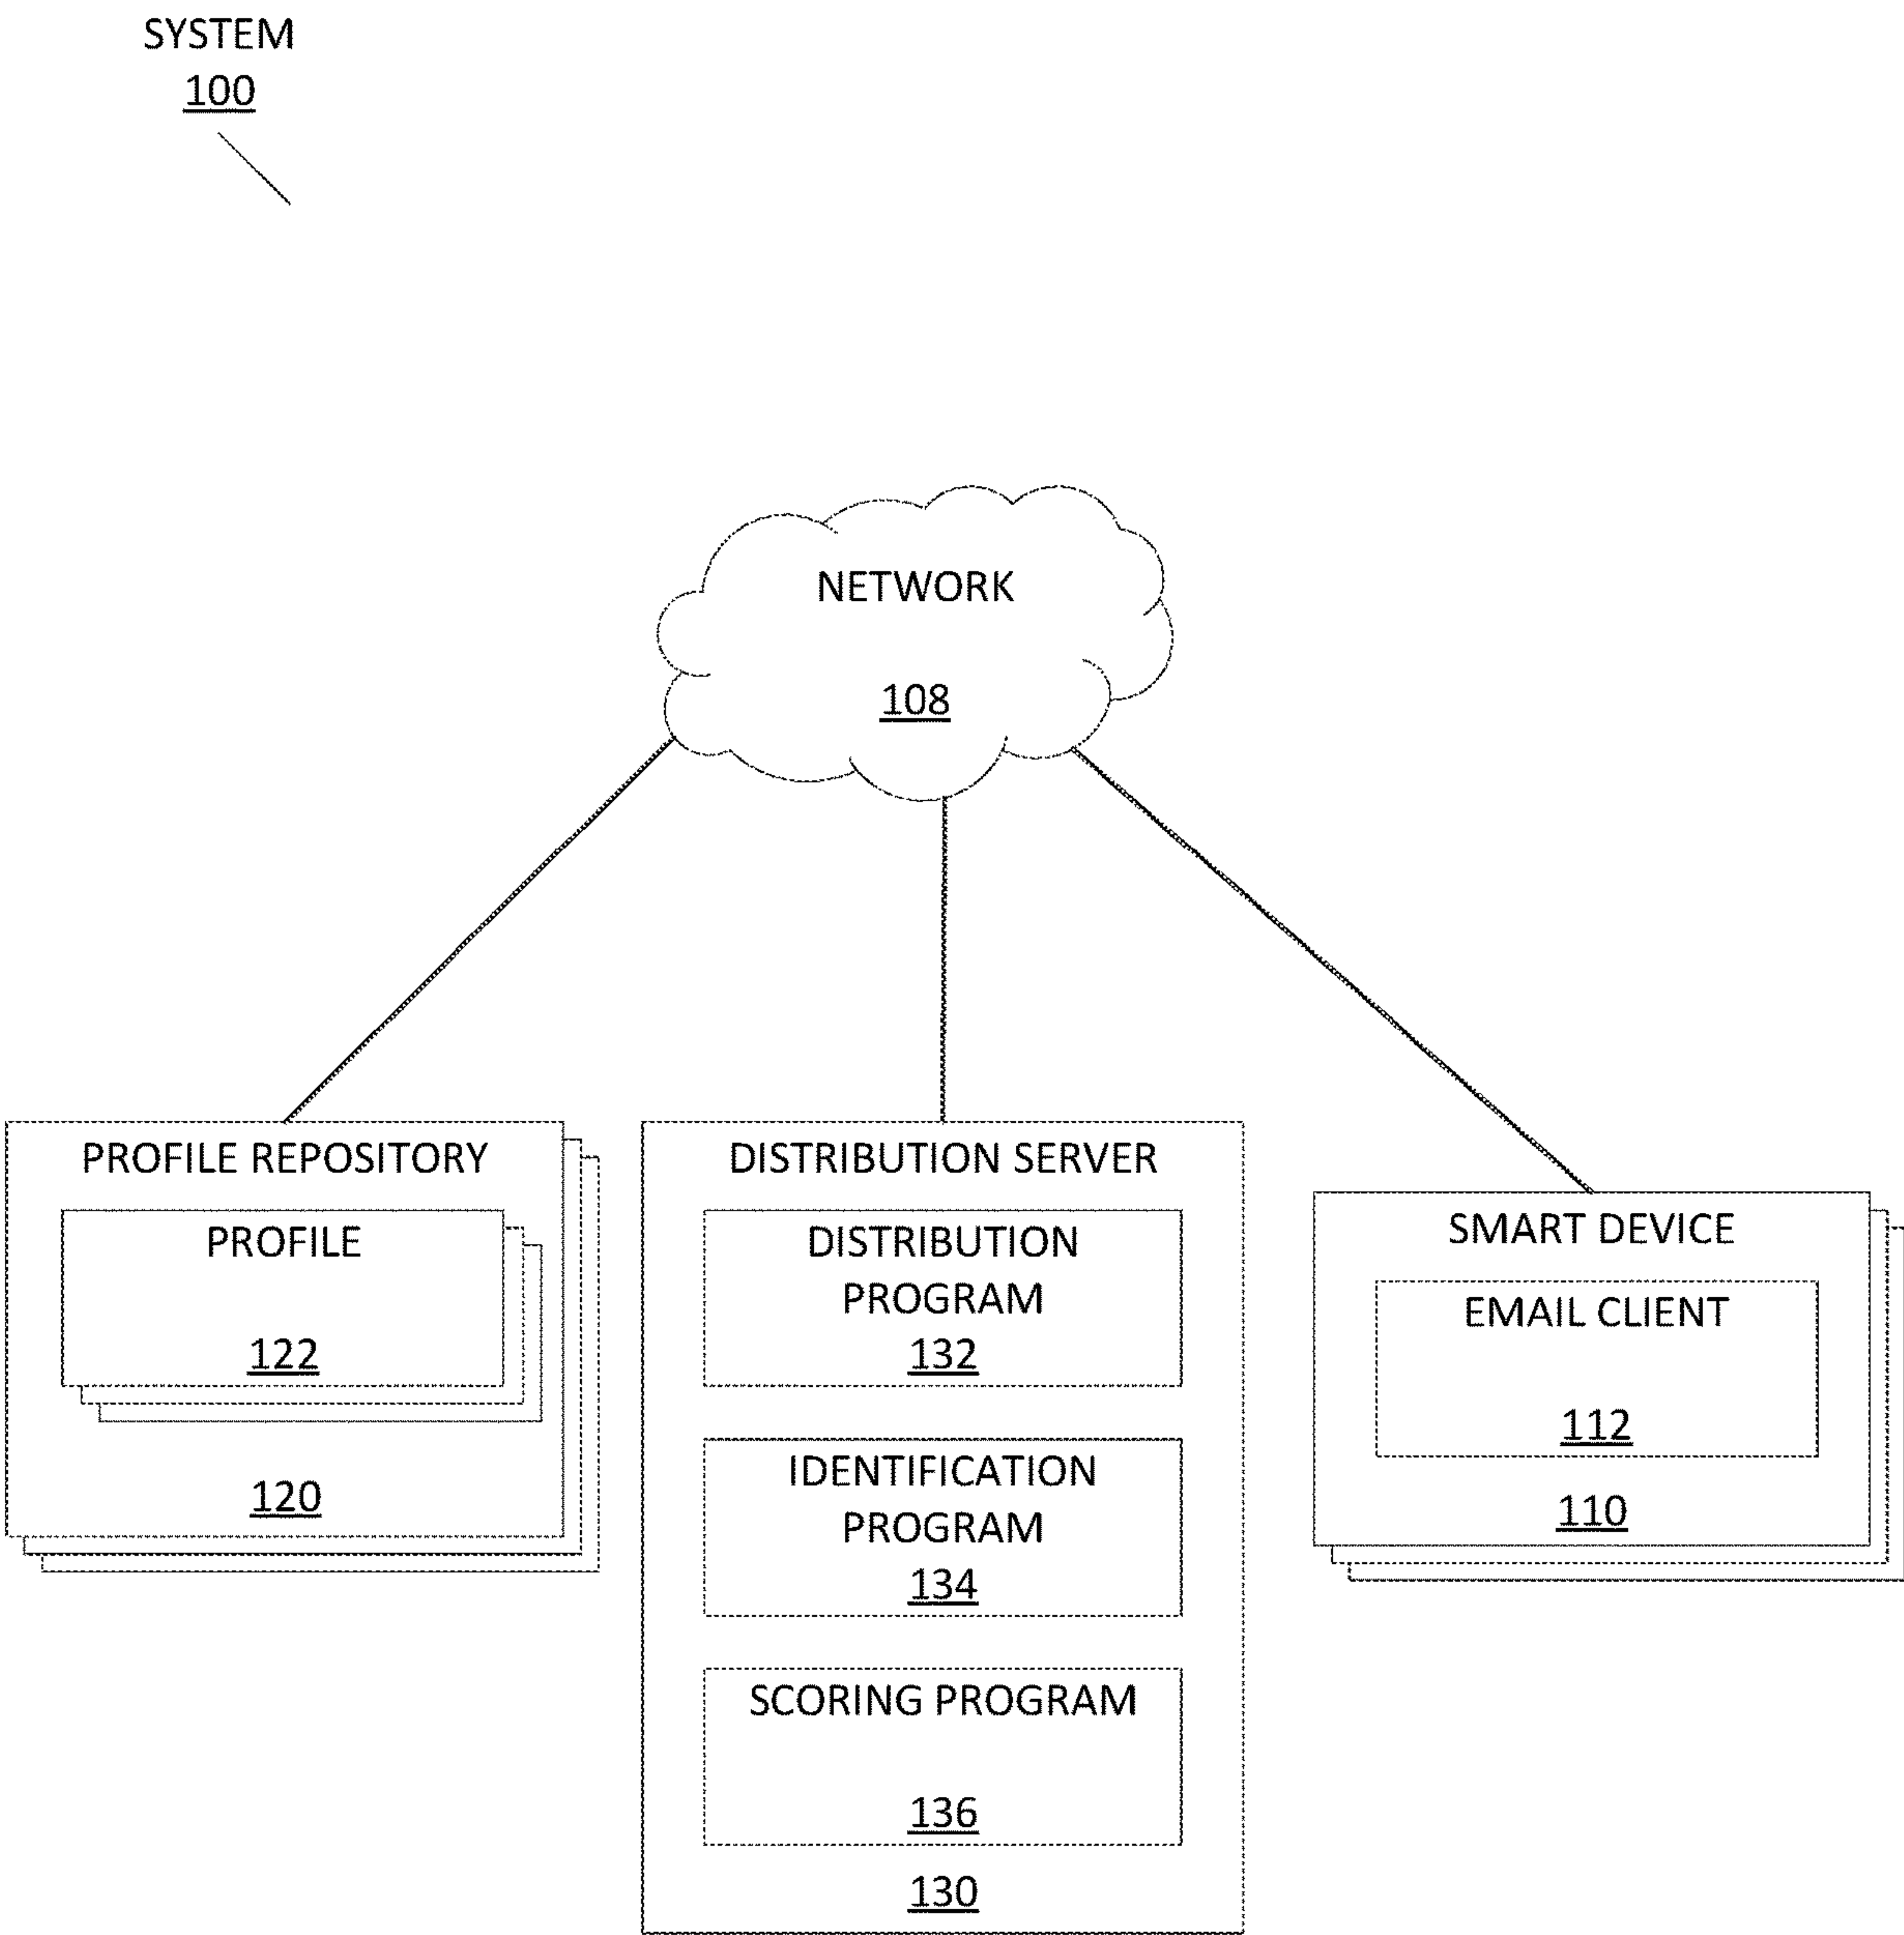 SYSTEM
100
NETWORK
108
PROFILE REPOSITORY
PROFILE
122
120
DISTRIBUTION SERVER
DISTRIBUTION
PROGRAM
132
IDENTIFICATION
PROGRAM
134
SCORING PROGRAM
136
130
SMART DEVICE
EMAIL CLIENT
112
110